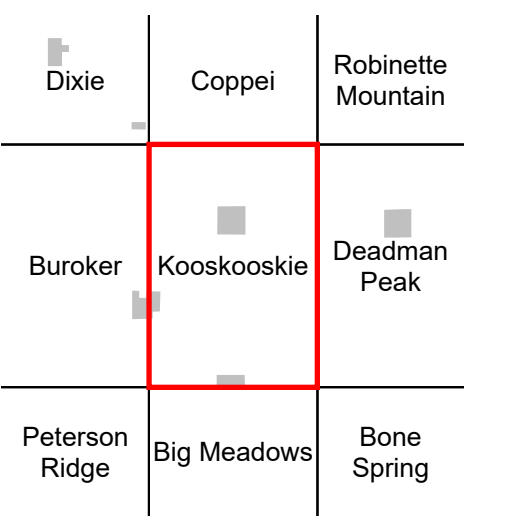 Dixie
Coppei
Robinette
Mountain
Buroker
Kooskooskie
Deadman
Peak
Peterson
Ridge
Big Meadows
Bone
Spring